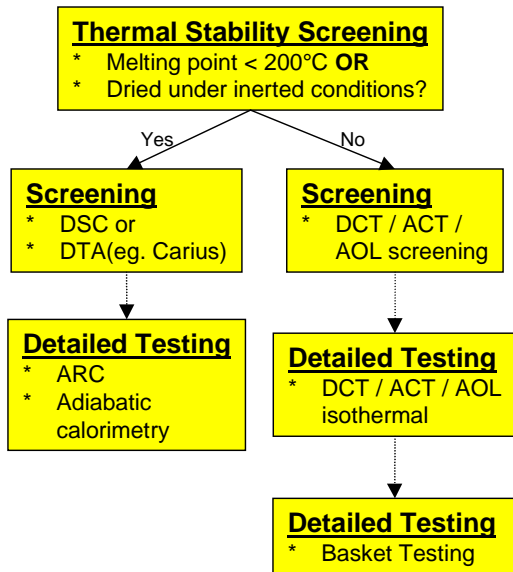 Thermal Stability Screening
* Melting point < 200°C OR
* Dried under inerted conditions?
Yes
No
Screening
* DSC or
* DTA(eg. Carius)
Screening
* DCT / ACT /
AOL screening
Detailed Testing
* ARC
* Adiabatic
calorimetry
Detailed Testing
* DCT / ACT / AOL
isothermal
Detailed Testing
* Basket Testing